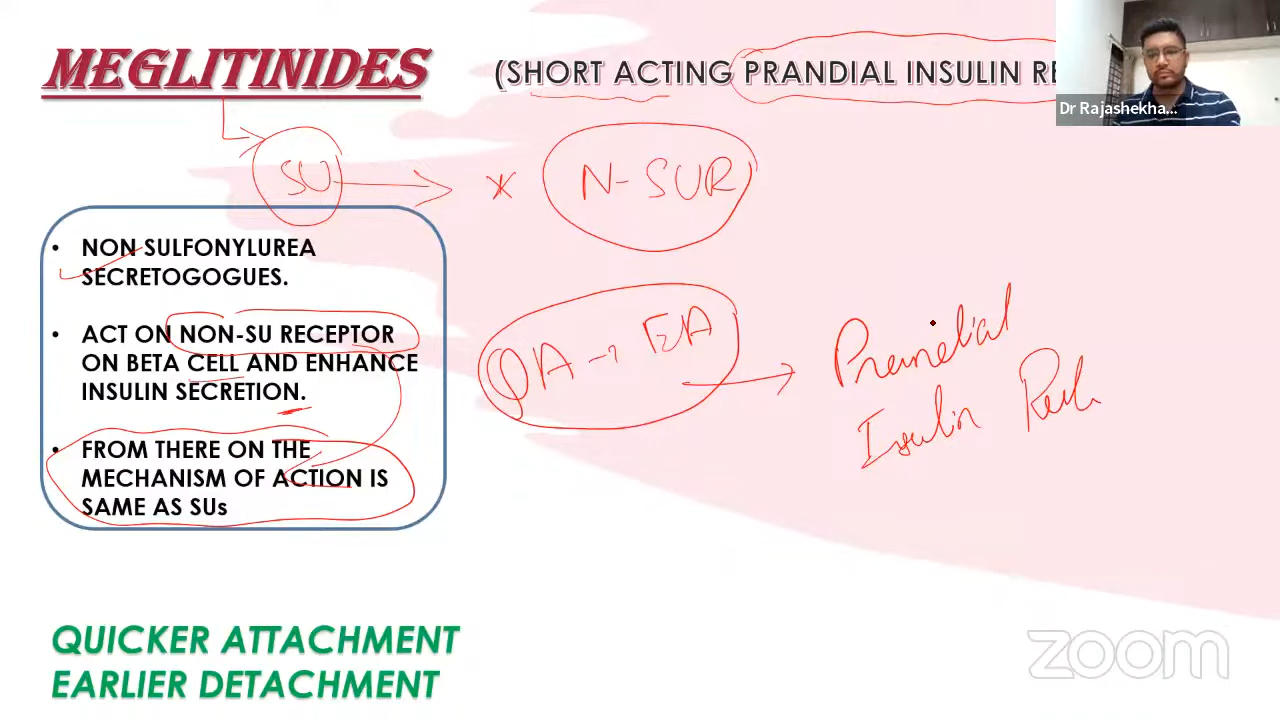 MEGLITINIDES
(SHORT ACTING PRANDIAL INSULIN RE
Dr Rajashekha...
SU
* N-SUR
• NON SULFONYLUREA
SECRETOGOGUES.
• ACT ON NON-SU RECEPTOR
ON BETA CELL AND ENHANCE
INSULIN SECRETION.
• FROM THERE ON THE
MECHANISM OF ACTION IS
SAME AS SUs
QA → EA
Prandial
Insulin
QUICKER ATTACHMENT
EARLIER DETACHMENT
zoom